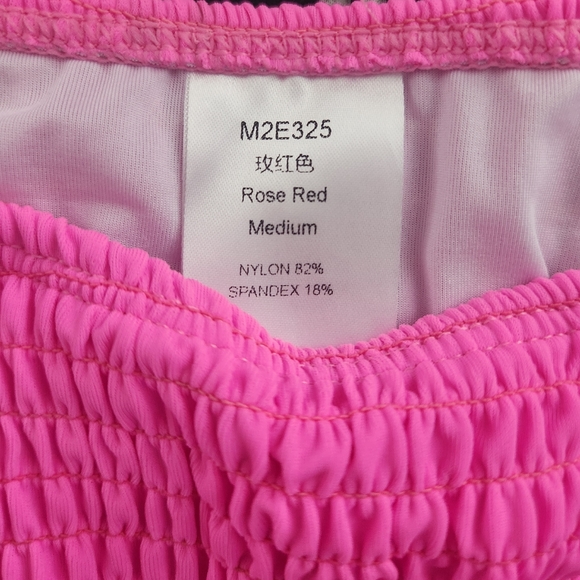 M2E325
玫红色
Rose Red
Medium
NYLON 82%
SPANDEX 18%